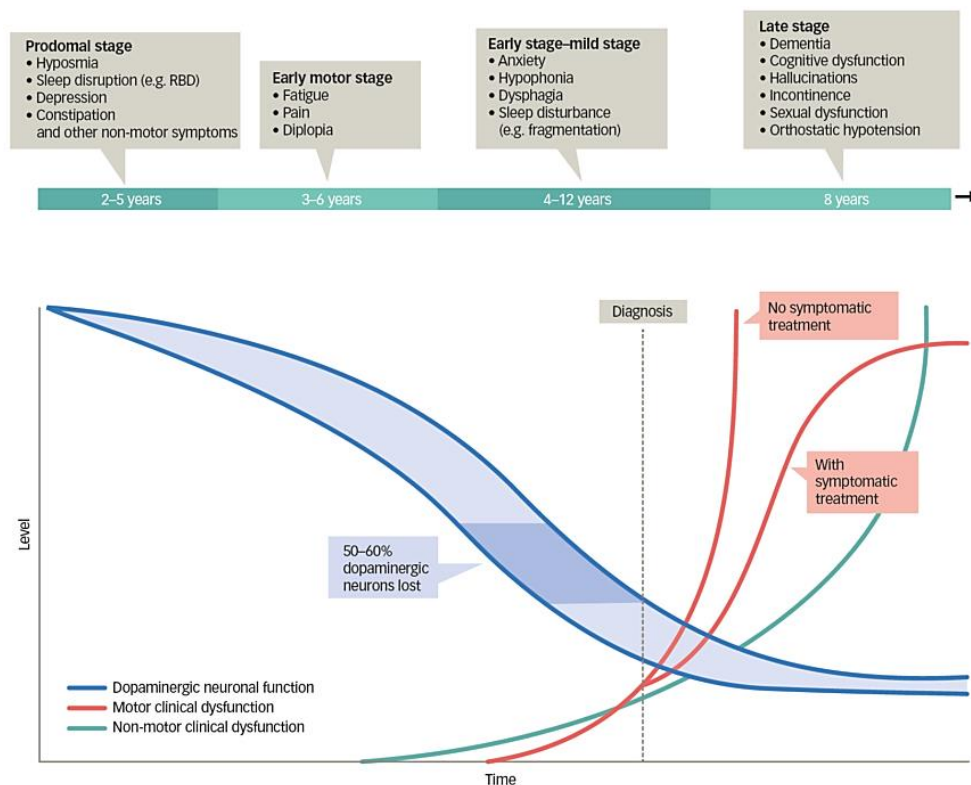 Prodomal stage
• Hyposmia
• Sleep disruption (e.g. RBD)
• Depression
• Constipation
and other non-motor symptoms
Early motor stage
• Fatigue
• Pain
• Diplopia
Early stage–mild stage
• Anxiety
• Hypophonia
• Dysphagia
• Sleep disturbance
(e.g. fragmentation)
Late stage
• Dementia
• Cognitive dysfunction
• Hallucinations
• Incontinence
• Sexual dysfunction
• Orthostatic hypotension
2–5 years
3–6 years
4–12 years
8 years
Diagnosis
No symptomatic
treatment
With
symptomatic
treatment
Level
50–60%
dopaminergic
neurons lost
Dopaminergic neuronal function
Motor clinical dysfunction
Non-motor clinical dysfunction
Time